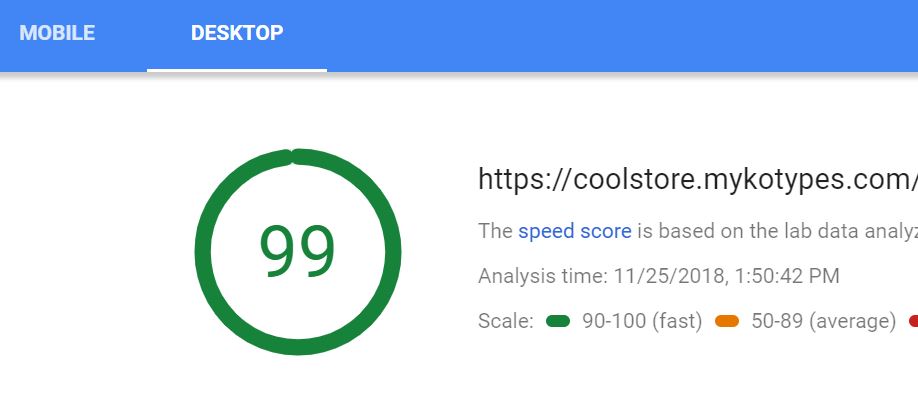 MOBILE DESKTOP
99
https://coolstore.mykotypes.com/
The speed score is based on the lab data analyz
Analysis time: 11/25/2018, 1:50:42 PM
Scale: 90-100 (fast) 50-89 (average)